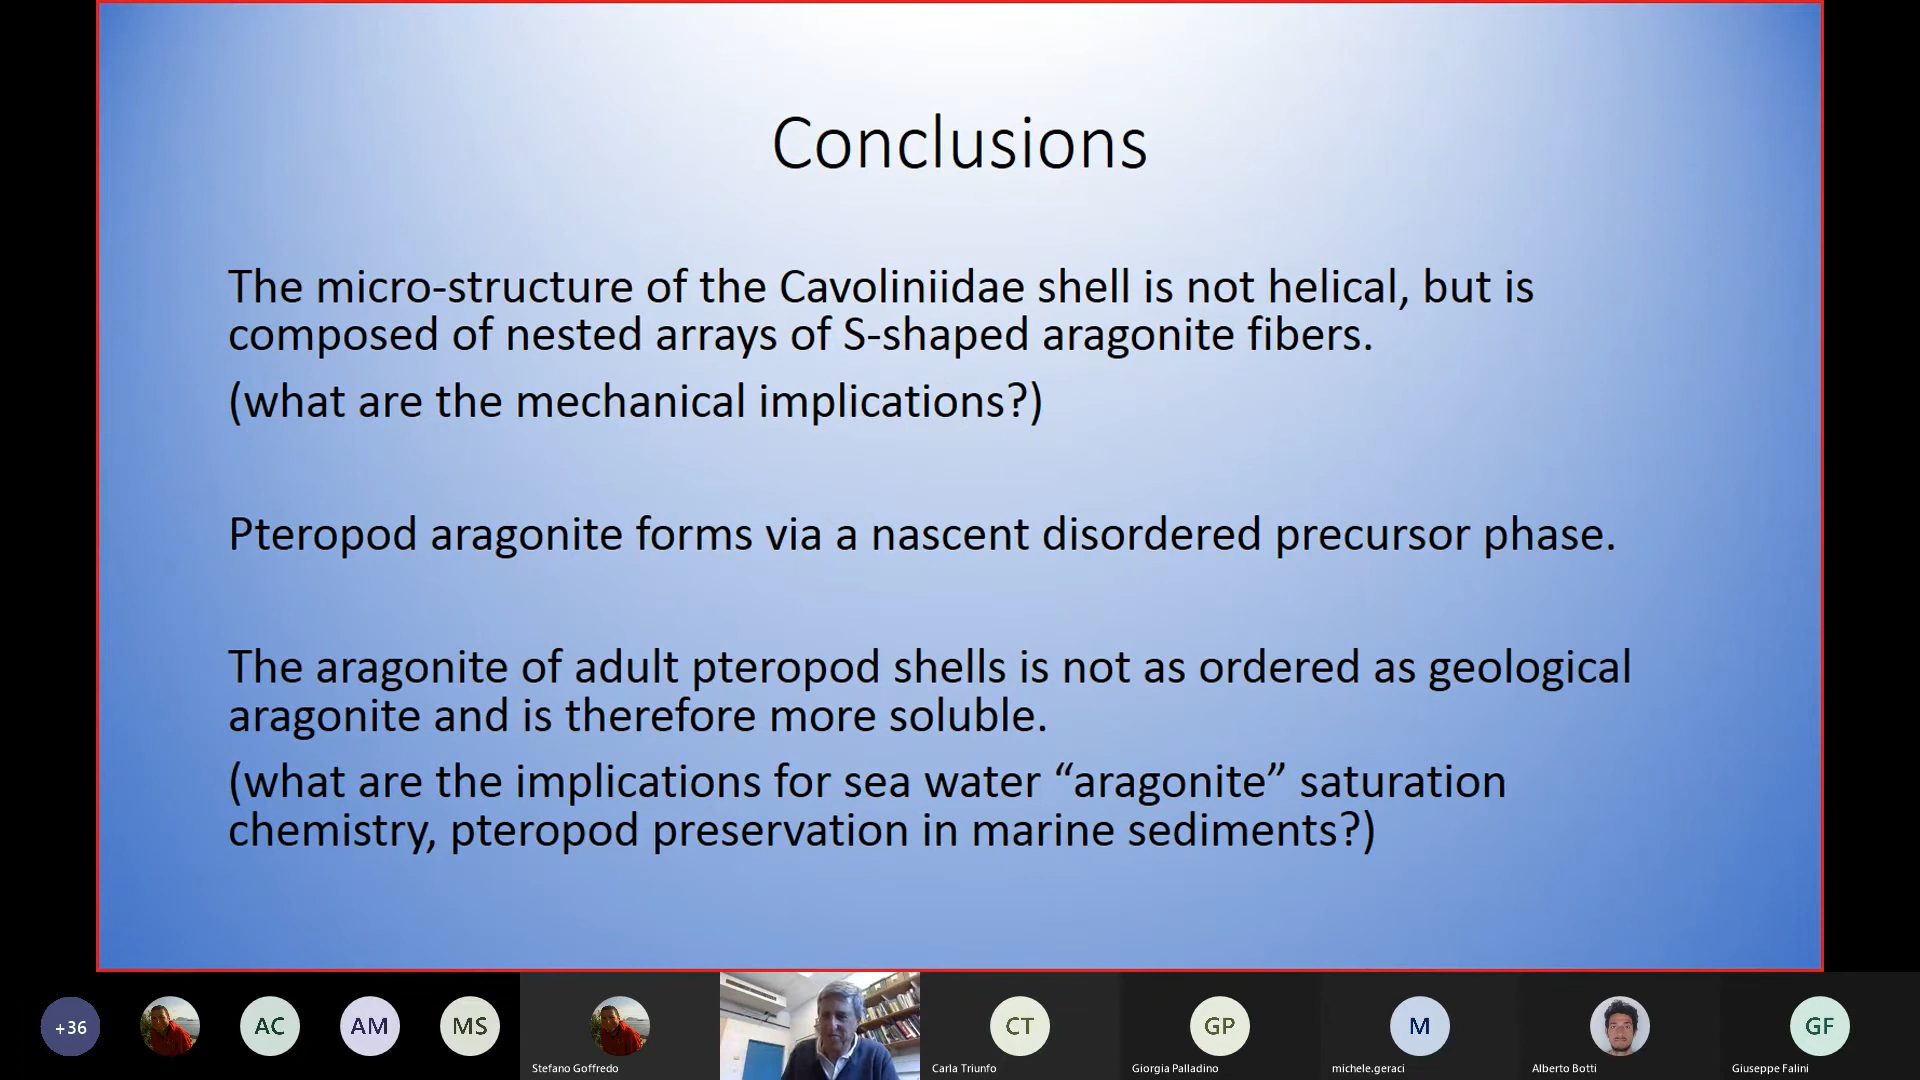 Conclusions
The micro-structure of the Cavoliniidae shell is not helical, but is
composed of nested arrays of S-shaped aragonite fibers.
(what are the mechanical implications?)
Pteropod aragonite forms via a nascent disordered precursor phase.
The aragonite of adult pteropod shells is not as ordered as geological
aragonite and is therefore more soluble.
(what are the implications for sea water “aragonite” saturation
chemistry, pteropod preservation in marine sediments?)
+36
AC
AM
MS
Stefano Goffredo
CT
Carla Triunfo
GP
Giorgia Palladino
M
michele.geraci
Alberto Botti
GF
Giuseppe Falini